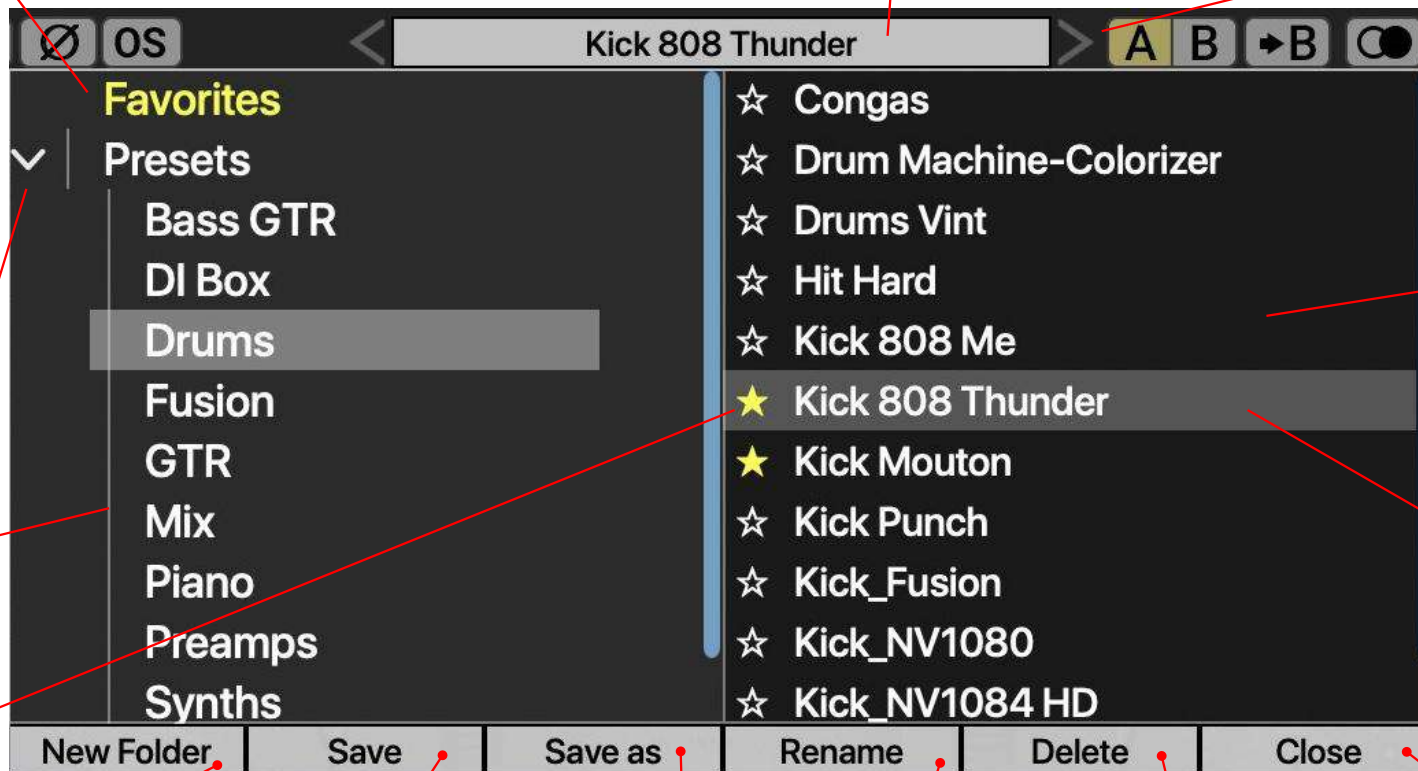 Ø OS Kick 808 Thunder A B →B
Favorites
Presets
Bass GTR
DI Box
Drums
Fusion
GTR
Mix
Piano
Preamps
Synths
Congas
Drum Machine-Colorizer
Drums Vint
Hit Hard
Kick 808 Me
Kick 808 Thunder
Kick Mouton
Kick Punch
Kick_Fusion
Kick_NV1080
Kick_NV1084 HD
New Folder Save Save as Rename Delete Close